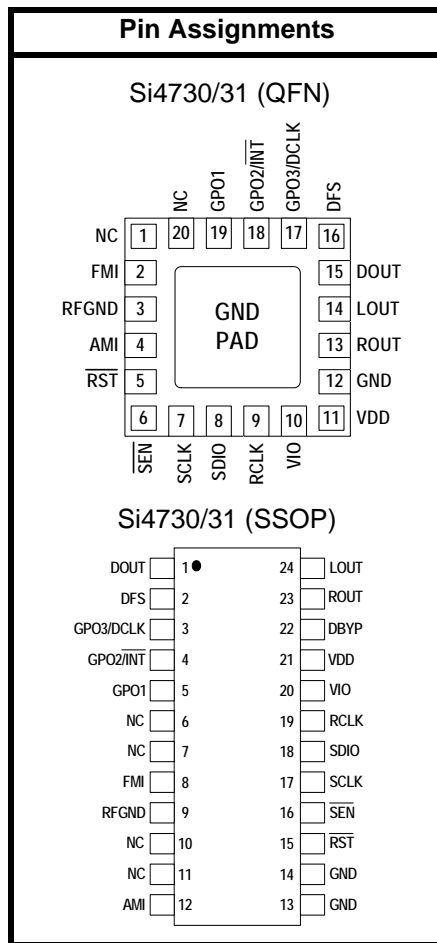 Pin Assignments
Si4730/31 (QFN)
NC
GPO1
GPO2/INT
GPO3/DCLK
DFS
NC 1 20 19 18 17 16
FMI 2 15 DOUT
RFGND 3 GND 14 LOUT
AMI 4 PAD 13 ROUT
RST 5 12 GND
6 7 8 9 10 11 VDD
SEN
SCLK
SDIO
RCLK
VIO
Si4730/31 (SSOP)
DOUT 1 24 LOUT
DFS 2 23 ROUT
GPO3/DCLK 3 22 DBYP
GPO2/INT 4 21 VDD
GPO1 5 20 VIO
NC 6 19 RCLK
NC 7 18 SDIO
FMI 8 17 SCLK
RFGND 9 16 SEN
NC 10 15 RST
NC 11 14 GND
AMI 12 13 GND